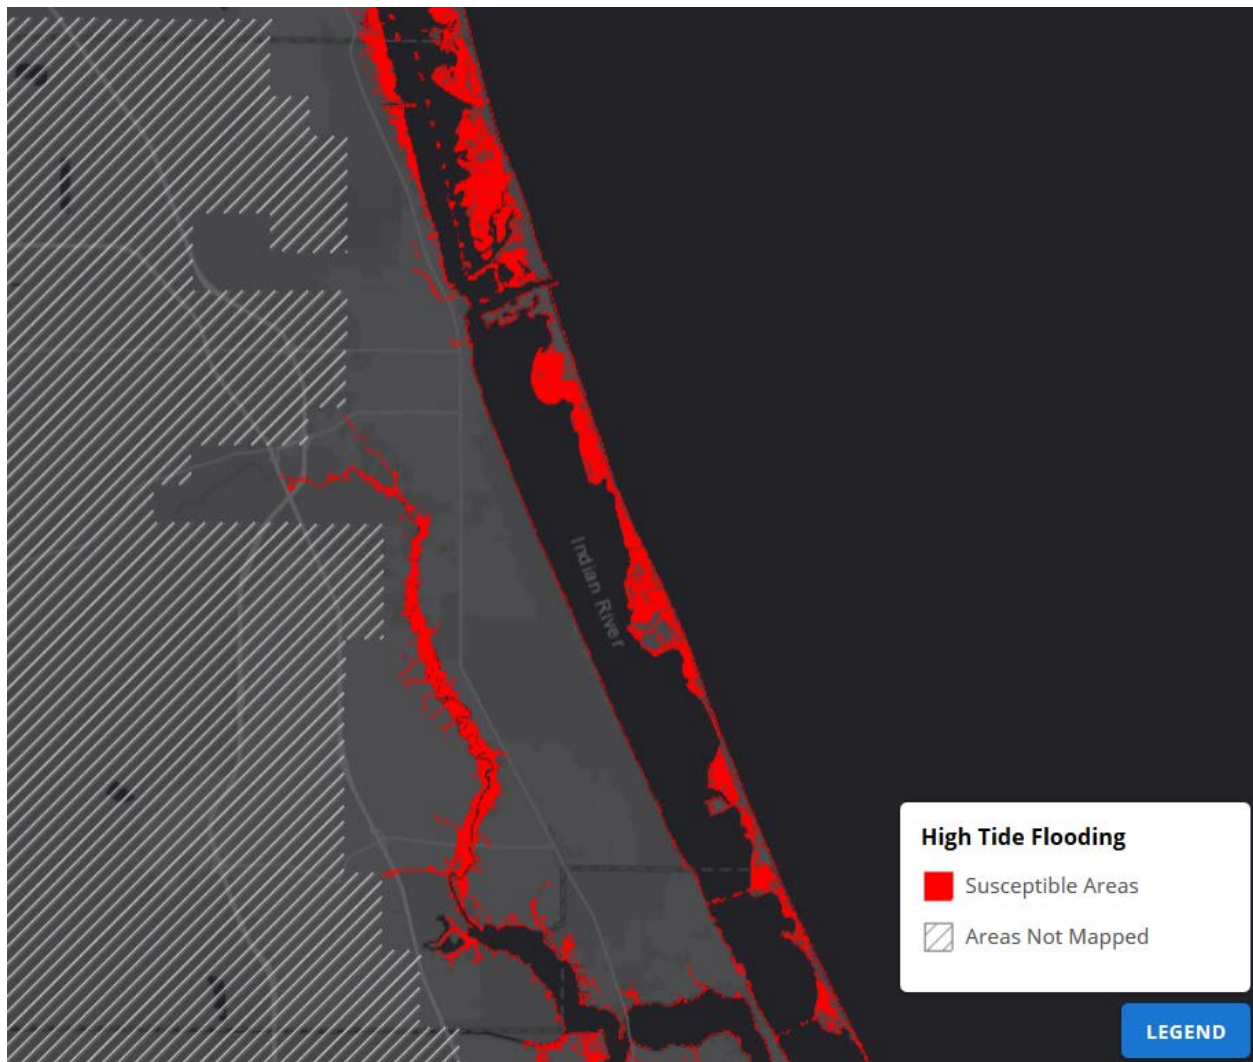 Indian River
High Tide Flooding
Susceptible Areas
Areas Not Mapped
LEGEND